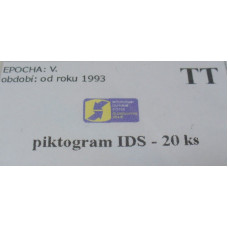 EPOCHA: V.
TT
období: od roku 1993
piktogram IDS - 20 ks